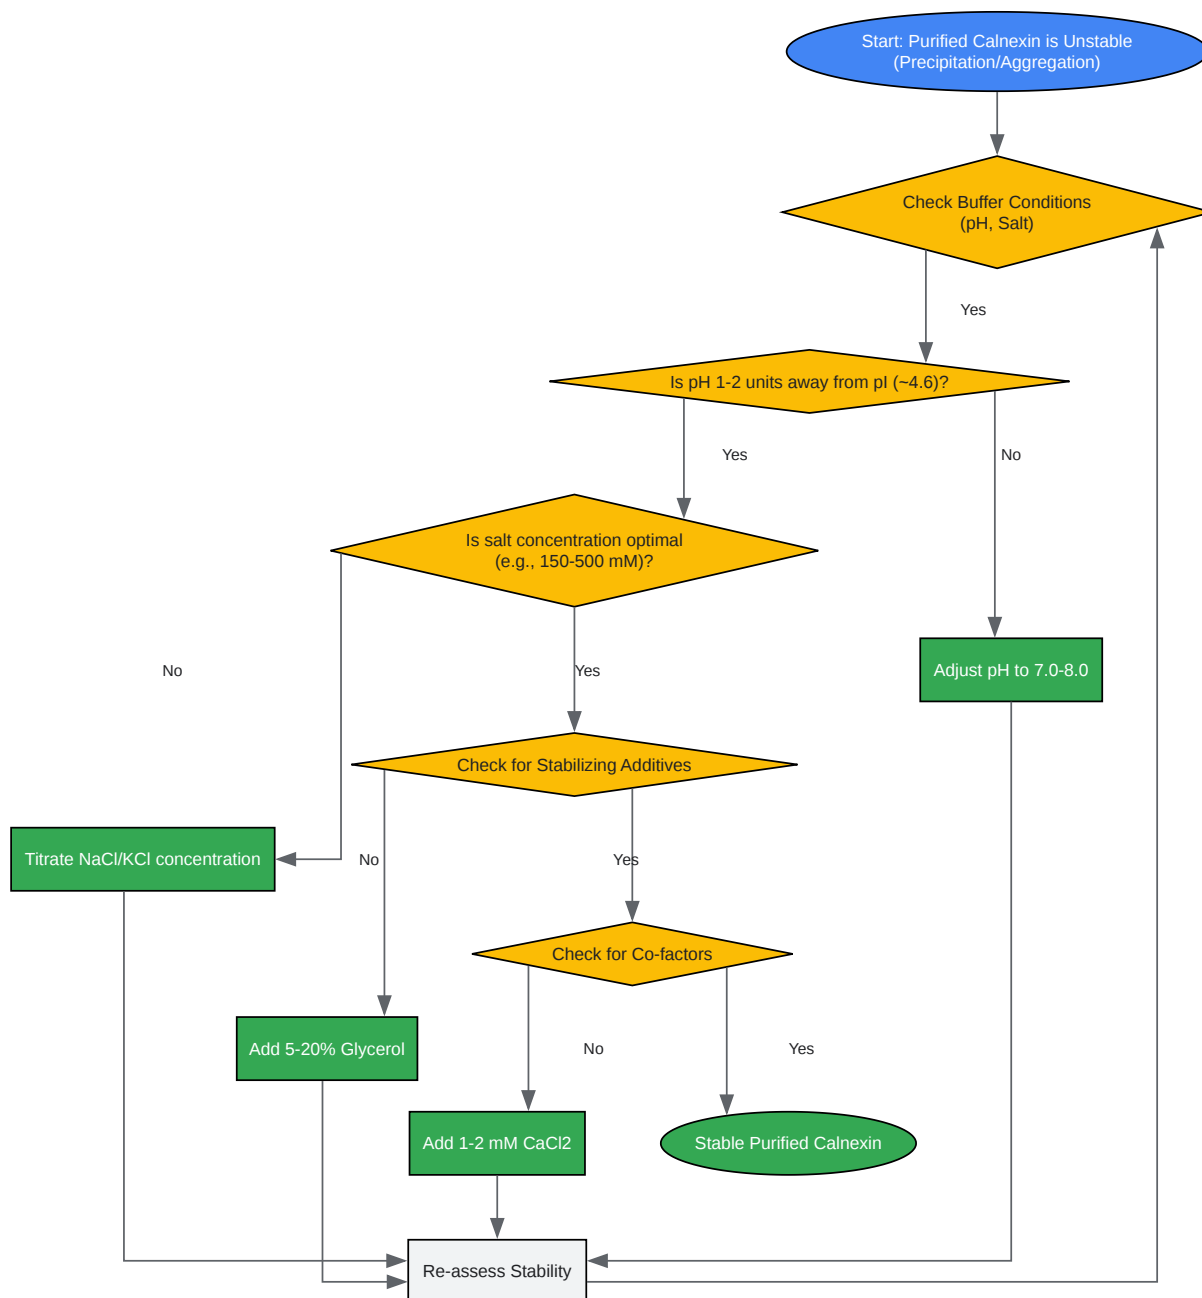 Start: Purified Calnexin is Unstable
(Precipitation/Aggregation)
Check Buffer Conditions
(pH, Salt)
Yes
Is pH 1-2 units away from pI (~4.6)?
Yes
No
Is salt concentration optimal
(e.g., 150-500 mM)?
No
Yes
Adjust pH to 7.0-8.0
Check for Stabilizing Additives
Titrate NaCl/KCl concentration
No
Yes
Check for Co-factors
Add 5-20% Glycerol
No
Yes
Add 1-2 mM CaCl2
Stable Purified Calnexin
Re-assess Stability